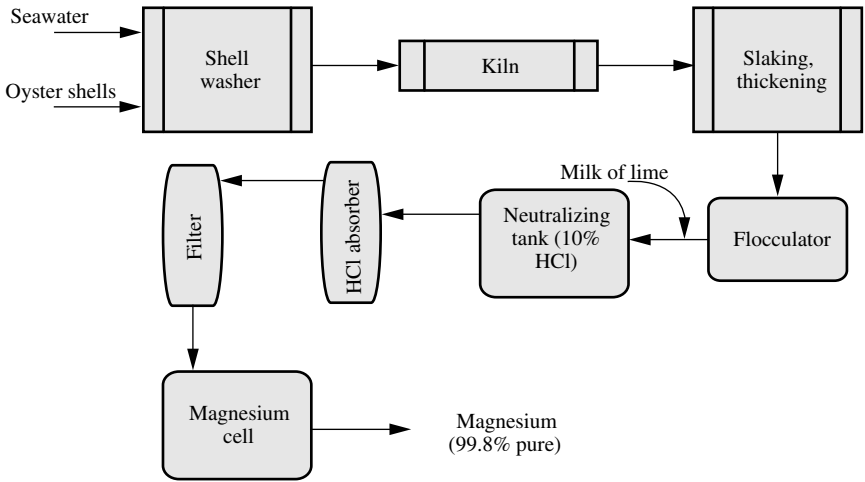 Seawater
Oyster shells
Shell
washer
Kiln
Slaking,
thickening
Filter
HCl absorber
Milk of lime
Neutralizing
tank (10%
HCl)
Flocculator
Magnesium
cell
Magnesium
(99.8% pure)